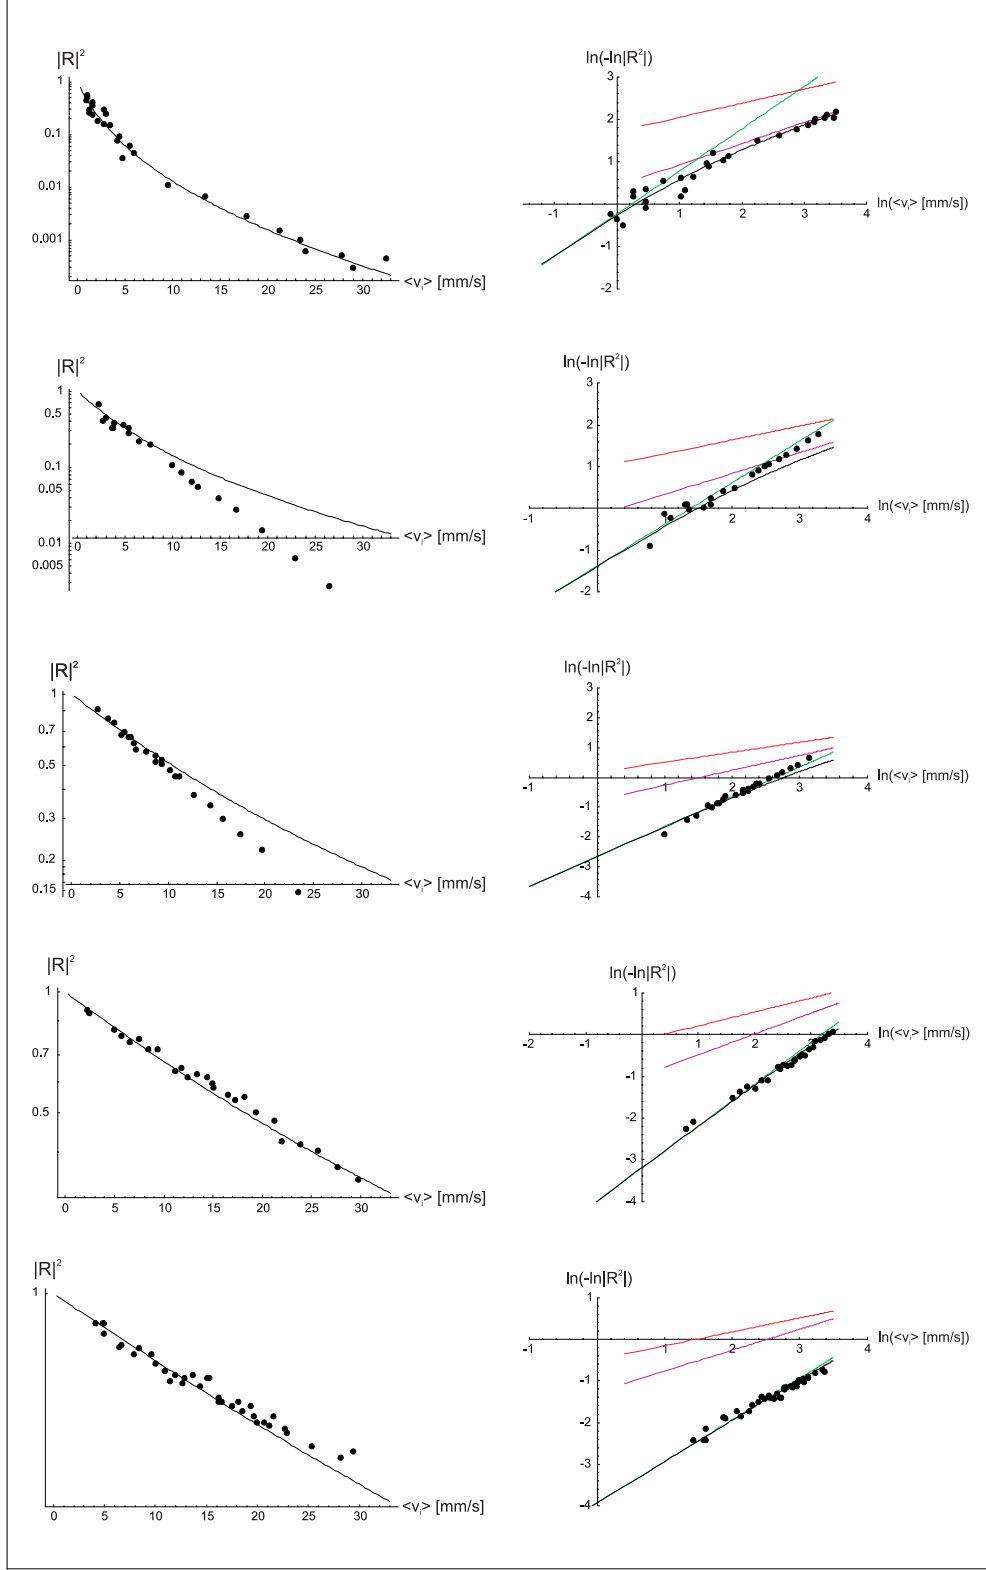 |R|²
1
0.1
0.01
0.001
0 5 10 15 20 25 30
<vᵢ> [mm/s]
ln(-ln|R²|)
3
2
1
-1
-2
-1 1 2 3 4
ln(<vᵢ> [mm/s])
|R|²
1
0.5
0.1
0.05
0.01
0.005
0 5 10 15 20 25 30
<vᵢ> [mm/s]
ln(-ln|R²|)
3
2
1
-1
-2
-1 1 2 3 4
ln(<vᵢ> [mm/s])
|R|²
1
0.7
0.5
0.3
0.2
0.15
5 10 15 20 25 30
<vᵢ> [mm/s]
ln(-ln|R²|)
3
2
1
-1
-2
-3
-4
-1 1 2 3 4
ln(<vᵢ> [mm/s])
|R|²
1
0.7
0.5
0 5 10 15 20 25 30
<vᵢ> [mm/s]
ln(-ln|R²|)
1
-1
-2
-3
-4
-2 -1 1 2 3 4
ln(<vᵢ> [mm/s])
|R|²
1
0 5 10 15 20 25 30
<vᵢ> [mm/s]
ln(-ln|R²|)
1
-1
-2
-3
-4
-1 1 2 3 4
ln(<vᵢ> [mm/s])